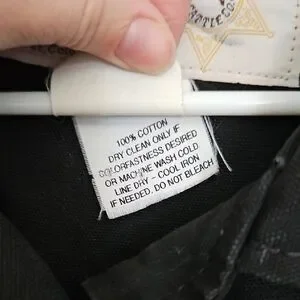 100% COTTON
DRY CLEAN ONLY IF
COLORFASTNESS DESIRED
OR MACHINE WASH COLD
LINE DRY - COOL IRON
IF NEEDED. DO NOT BLEACH